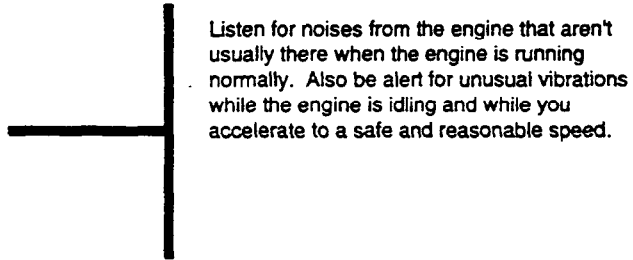 Listen for noises from the engine that aren't
usually there when the engine is running
normally.  Also be alert for unusual vibrations
while the engine is idling and while you
accelerate to a safe and reasonable speed.